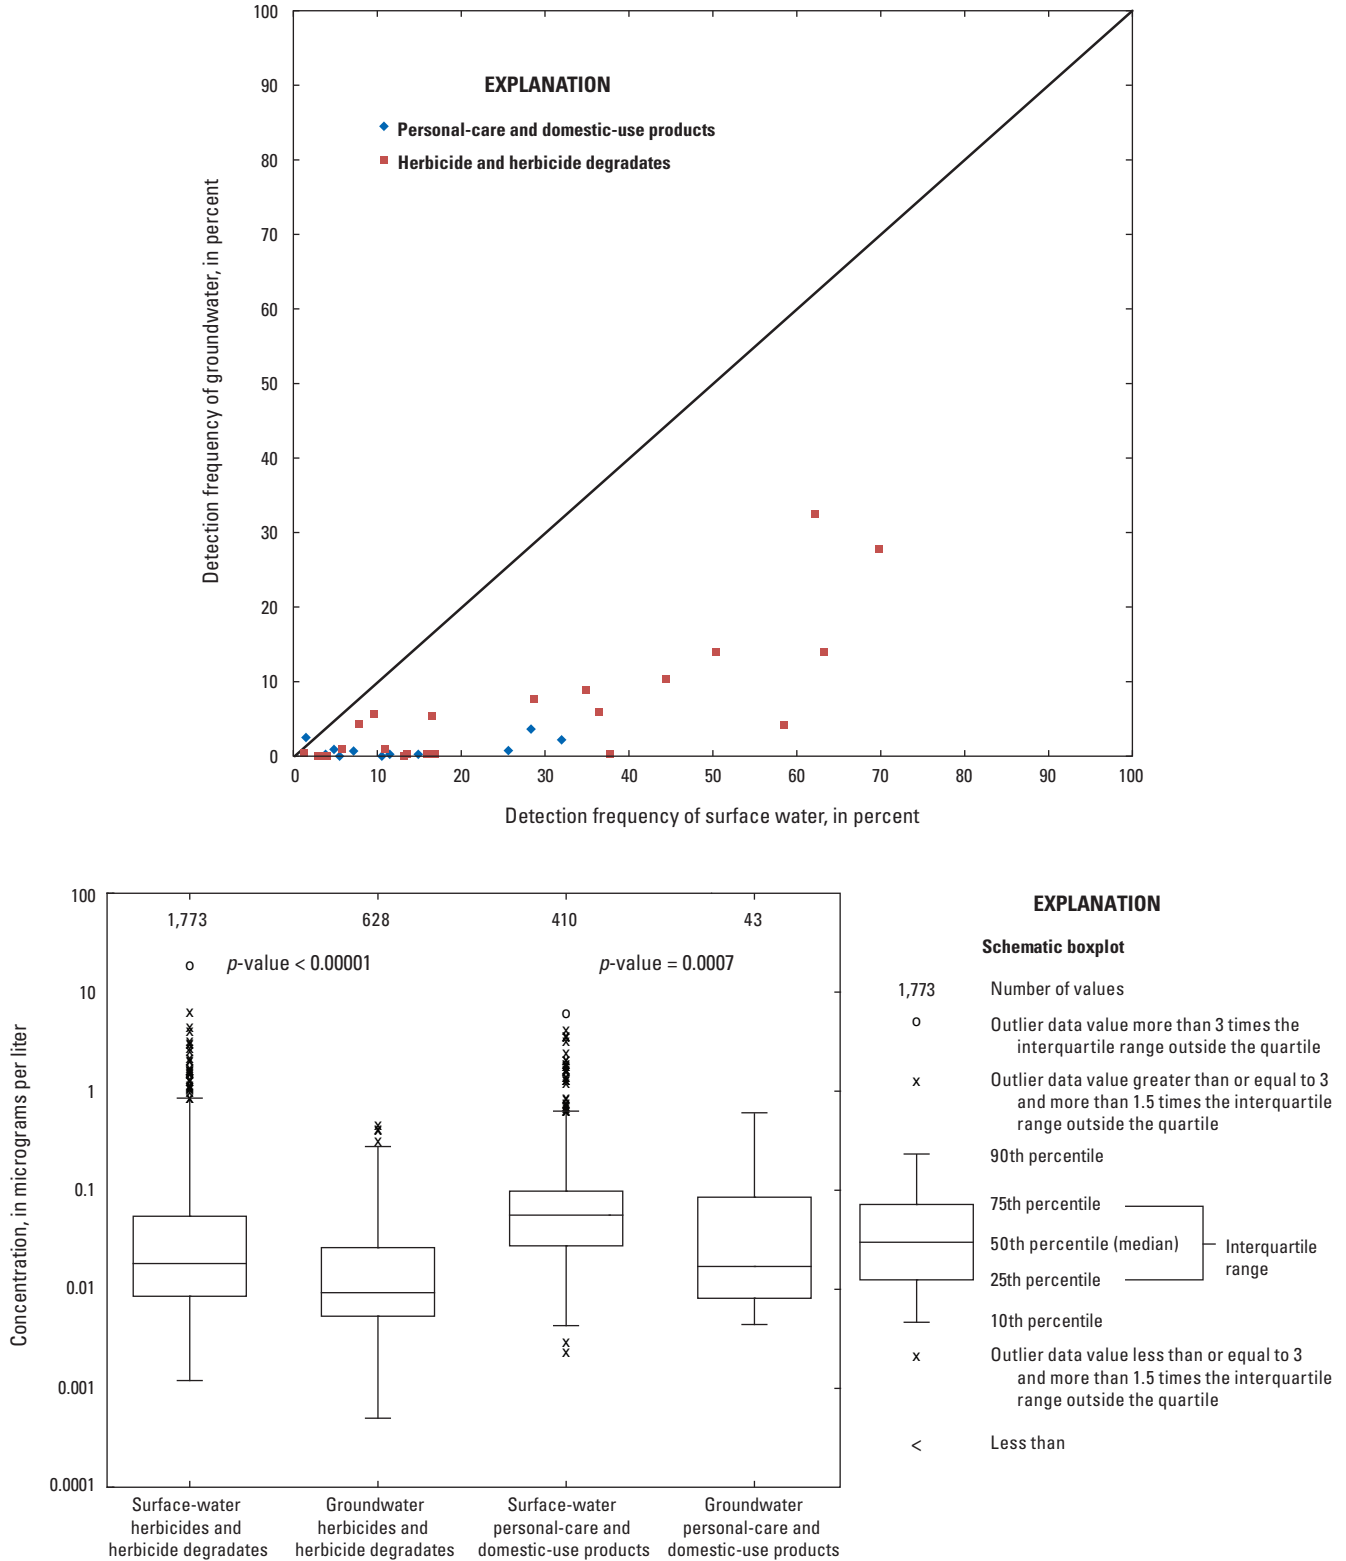 100
90
80
70
60
50
40
30
20
10
0
Detection frequency of groundwater, in percent
EXPLANATION
Personal-care and domestic-use products
Herbicide and herbicide degradates
0 10 20 30 40 50 60 70 80 90 100
Detection frequency of surface water, in percent
100
10
1
0.1
0.01
0.001
0.0001
Concentration, in micrograms per liter
1,773 628 410 43
o p-value < 0.00001 p-value = 0.0007
Surface-water
herbicides and
herbicide degradates
Groundwater
herbicides and
herbicide degradates
Surface-water
personal-care and
domestic-use products
Groundwater
personal-care and
domestic-use products
EXPLANATION
Schematic boxplot
1,773 Number of values
o Outlier data value more than 3 times the
interquartile range outside the quartile
x Outlier data value greater than or equal to 3
and more than 1.5 times the interquartile
range outside the quartile
90th percentile
75th percentile
50th percentile (median)
25th percentile
Interquartile
range
10th percentile
x Outlier data value less than or equal to 3
and more than 1.5 times the interquartile
range outside the quartile
< Less than